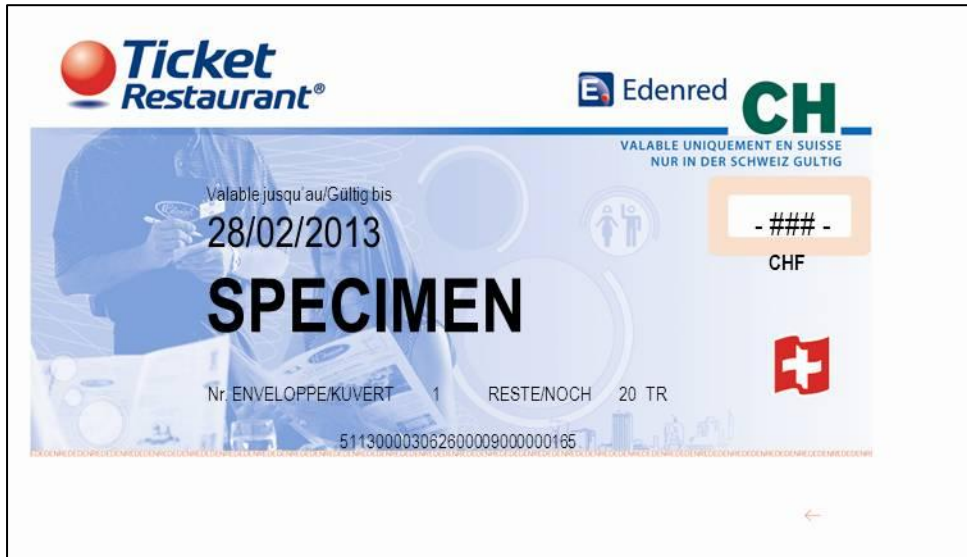 Ticket
Restaurant®
Edenred
CH
VALABLE UNIQUEMENT EN SUISSE
NUR IN DER SCHWEIZ GULTIG
Valable jusqu'au/Gültig bis
28/02/2013
- ### -
CHF
SPECIMEN
Nr. ENVELOPPE/KUVERT 1 RESTE/NOCH 20 TR
511300003062600009000000165